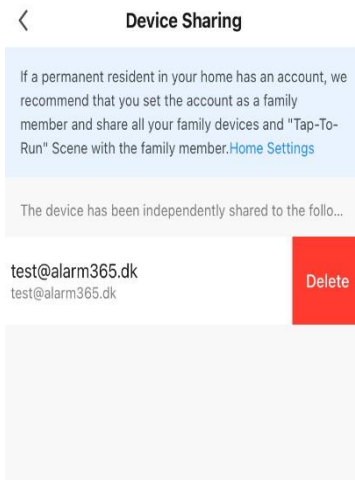 Device Sharing
If a permanent resident in your home has an account, we
recommend that you set the account as a family
member and share all your family devices and "Tap-To-
Run" Scene with the family member.Home Settings
The device has been independently shared to the follo...
test@alarm365.dk
Delete
test@alarm365.dk